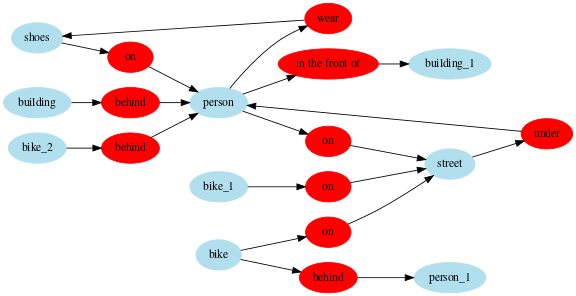 wear
shoes
on
in the front of
building_1
building
behind
person
under
on
bike_2
behind
street
bike_1
on
on
bike
behind
person_1